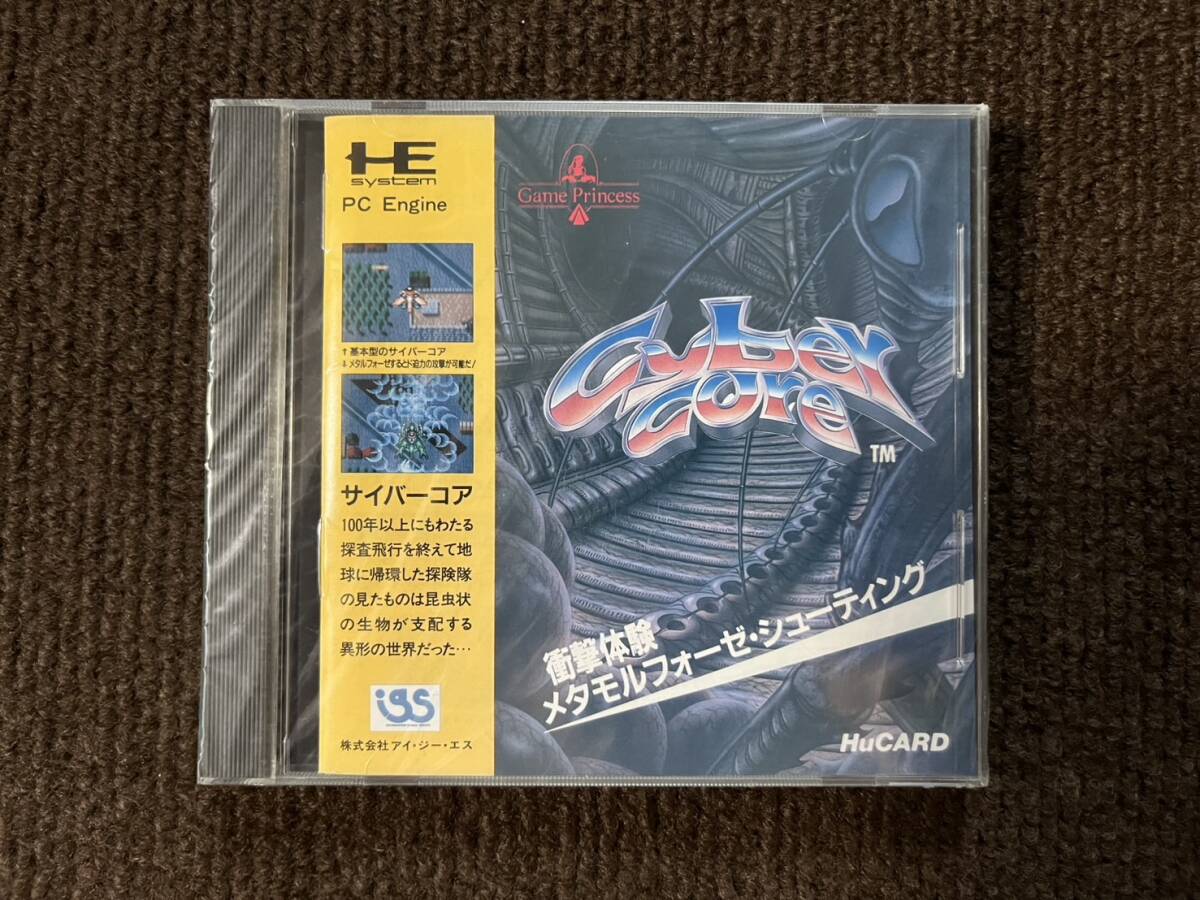 HE
system
PC Engine
↑基本型のサイバーコア
↓メタルフォーゼするとド迫力の攻撃が可能だ!
サイバーコア
100年以上にもわたる
探査飛行を終えて地
球に帰環した探険隊
の見たものは昆虫状
の生物が支配する
異形の世界だった…
igs
株式会社アイ・ジー・エス
Game Princess
Cyber
core
TM
衝撃体験
メタモルフォーゼ・シューティング
HuCARD